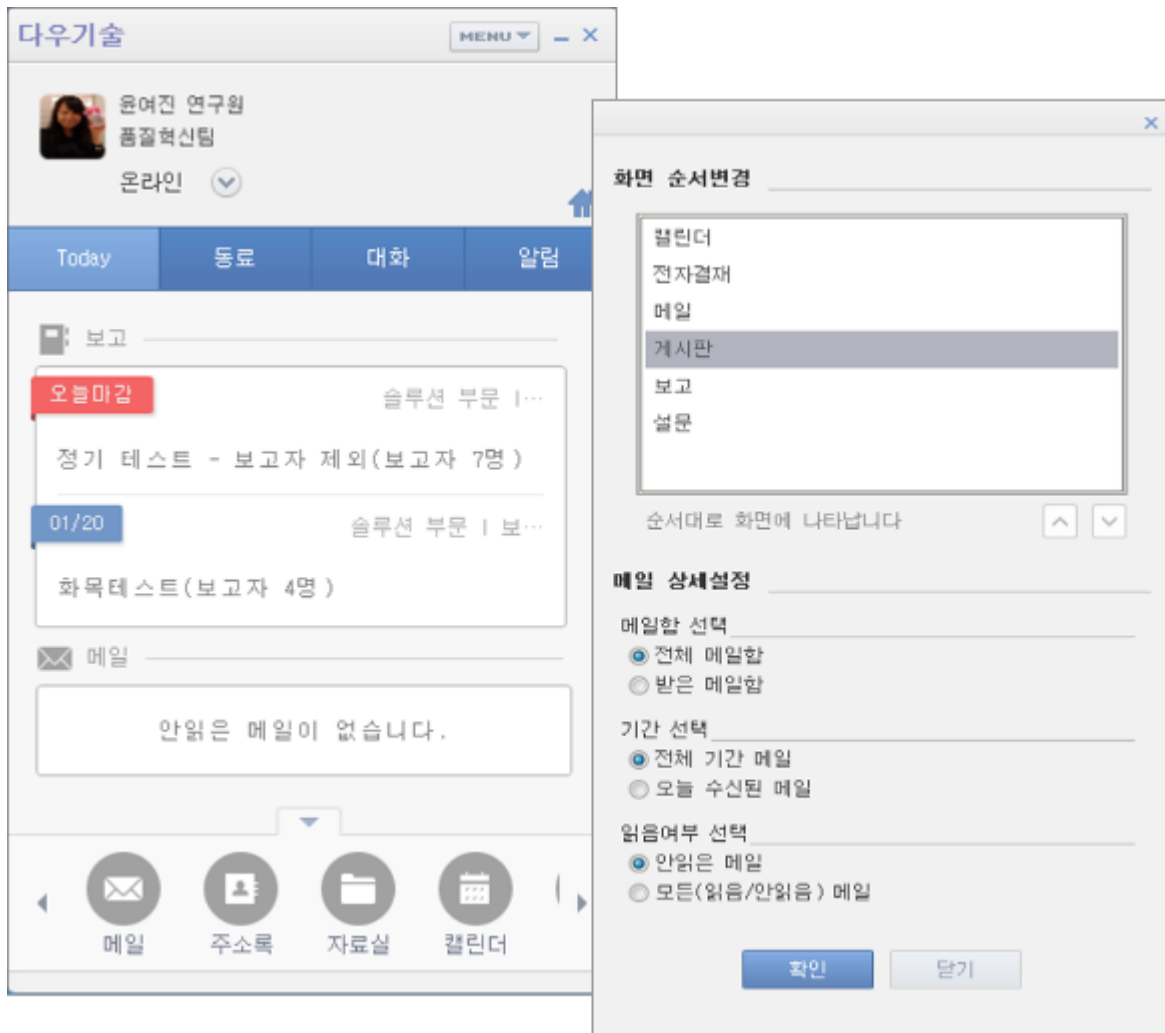 다우기술
MENU
윤여진 연구원
품질혁신팀
온라인
Today 동료 대화 알림
보고
오늘마감 솔루션 부문 |…
정기 테스트 - 보고자 제외(보고자 7명)
01/20 솔루션 부문 | 보…
화목테스트(보고자 4명)
메일
안읽은 메일이 없습니다.
메일 주소록 자료실 캘린더
화면 순서변경
캘린더
전자결재
메일
게시판
보고
설문
순서대로 화면에 나타납니다
메일 상세설정
메일함 선택
전체 메일함
받은 메일함
기간 선택
전체 기간 메일
오늘 수신된 메일
읽음여부 선택
안읽은 메일
모든(읽음/안읽음) 메일
확인 닫기